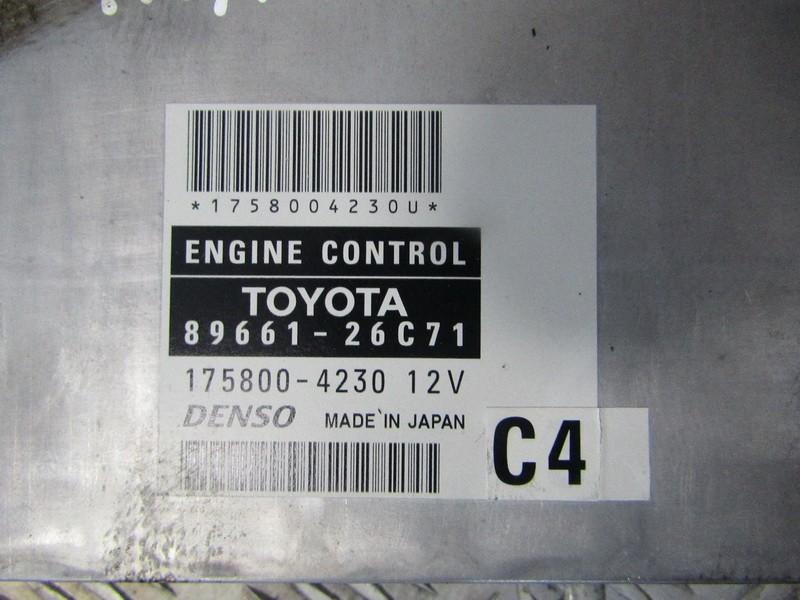 *1758004230U*
ENGINE CONTROL
TOYOTA
89661-26C71
175800-4230 12V
DENSO MADE IN JAPAN
C4